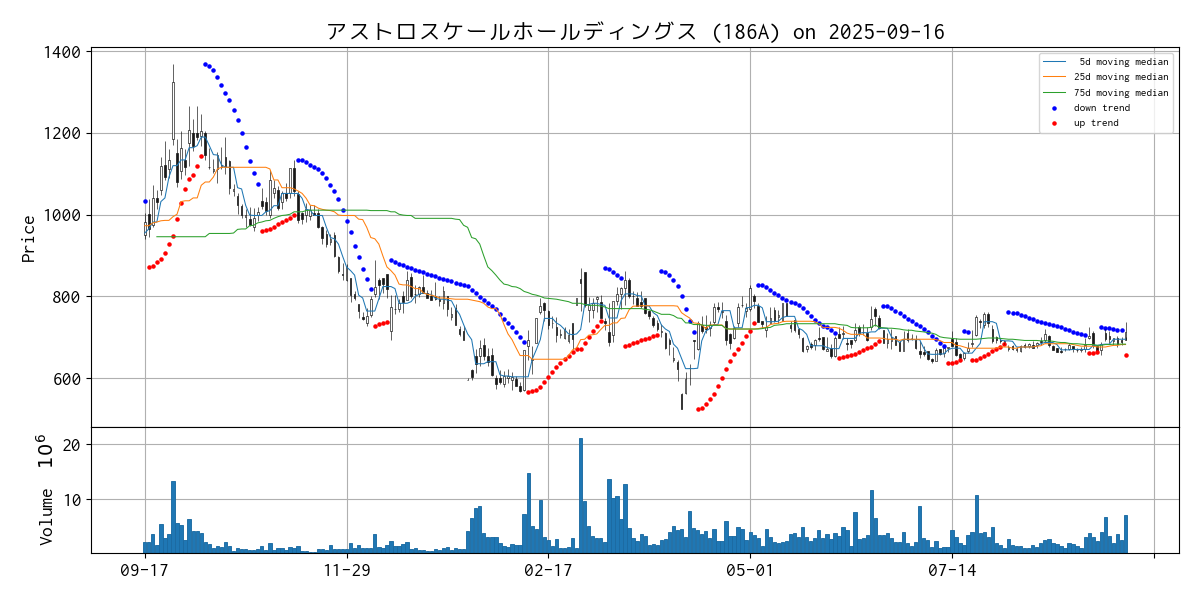 アストロスケールホールディングス (186A) on 2025-09-16
1400
1200
1000
800
600
Price
5d moving median
25d moving median
75d moving median
down trend
up trend
20
10
Volume 10^6
09-17
11-29
02-17
05-01
07-14